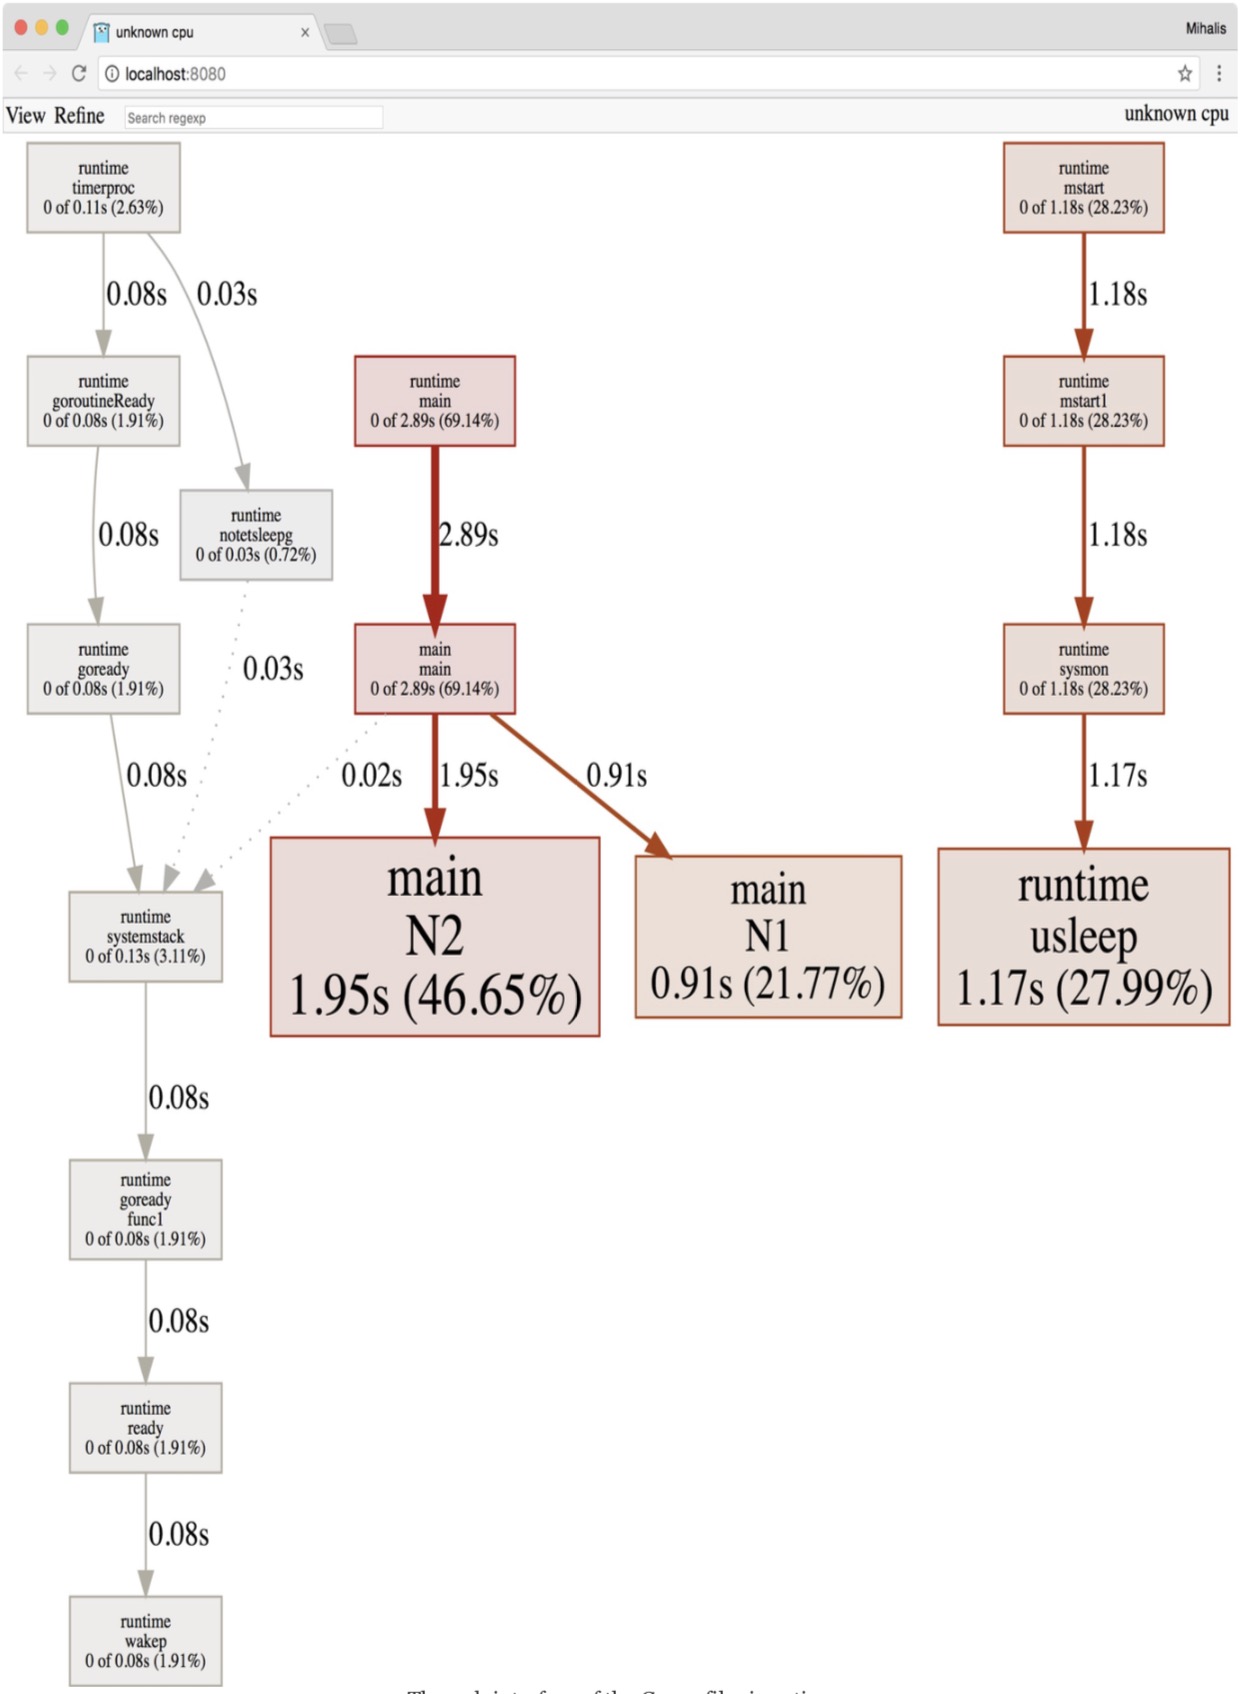 unknown cpu
Mihalis
localhost:8080
View Refine
Search regexp
unknown cpu
runtime
timerproc
0 of 0.11s (2.63%)
runtime
mstart
0 of 1.18s (28.23%)
0.08s
0.03s
1.18s
runtime
goroutineReady
0 of 0.08s (1.91%)
runtime
main
0 of 2.89s (69.14%)
runtime
mstart1
0 of 1.18s (28.23%)
0.08s
runtime
notetsleepg
0 of 0.03s (0.72%)
2.89s
1.18s
runtime
goready
0 of 0.08s (1.91%)
0.03s
main
main
0 of 2.89s (69.14%)
runtime
sysmon
0 of 1.18s (28.23%)
0.08s
0.02s
1.95s
0.91s
1.17s
runtime
systemstack
0 of 0.13s (3.11%)
main
N2
1.95s (46.65%)
main
N1
0.91s (21.77%)
runtime
usleep
1.17s (27.99%)
0.08s
runtime
goready
func1
0 of 0.08s (1.91%)
0.08s
runtime
ready
0 of 0.08s (1.91%)
0.08s
runtime
wakep
0 of 0.08s (1.91%)